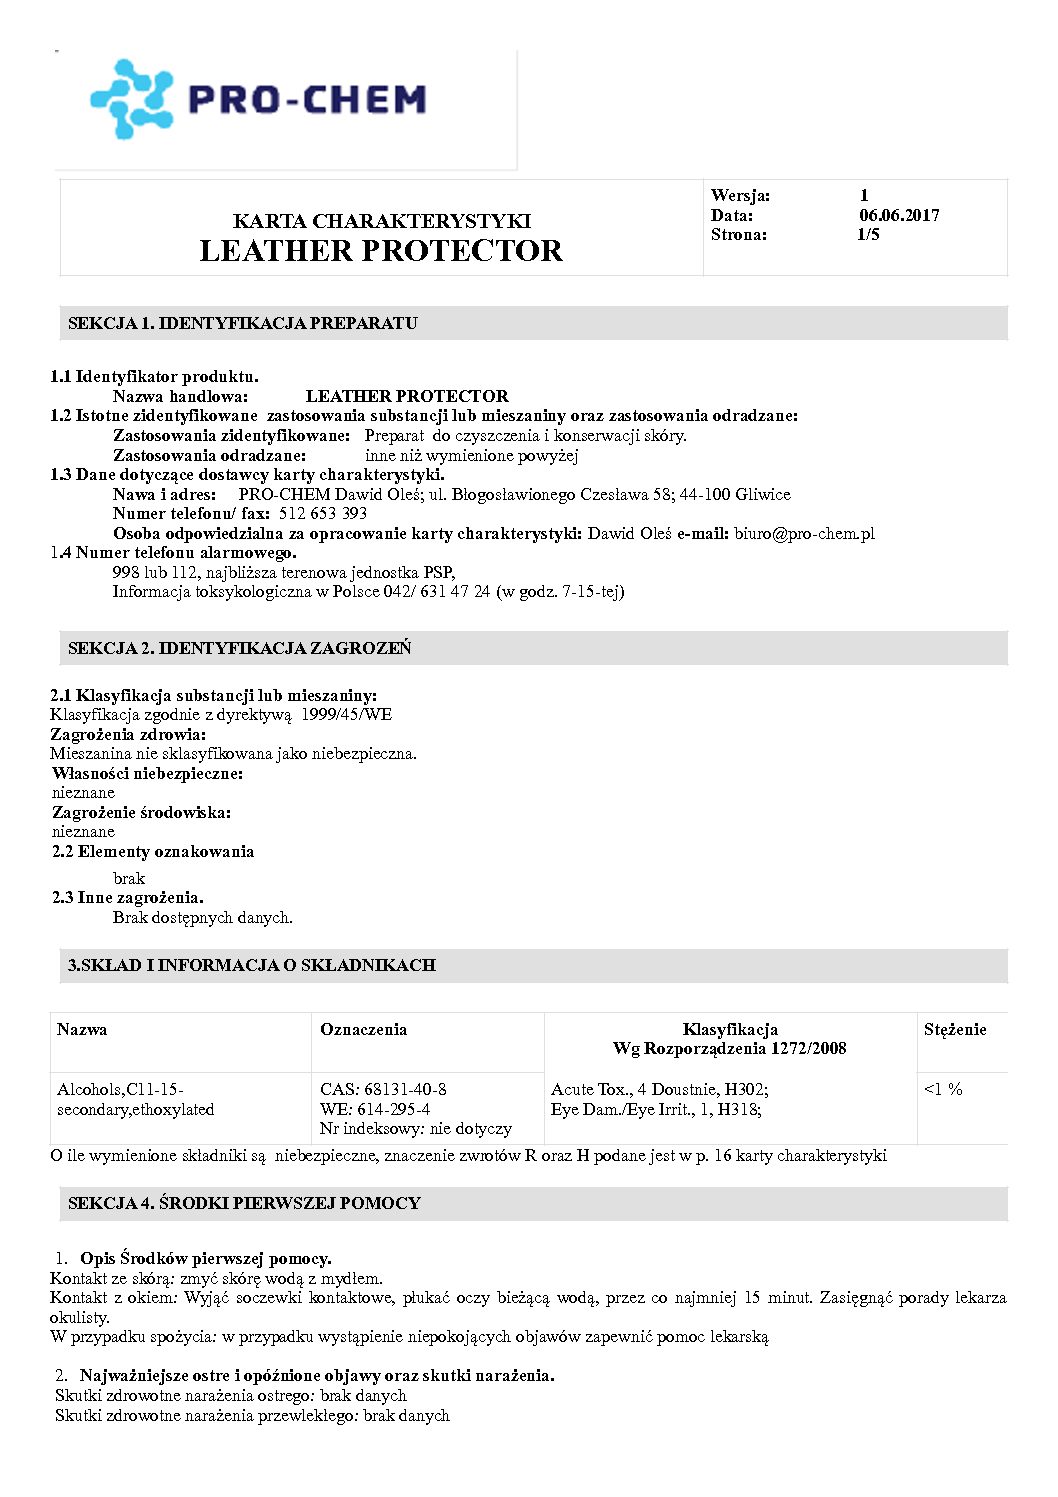 PRO-CHEM
KARTA CHARAKTERYSTYKI
LEATHER PROTECTOR
Wersja: 1
Data: 06.06.2017
Strona: 1/5
SEKCJA 1. IDENTYFIKACJA PREPARATU
1.1 Identyfikator produktu.
Nazwa handlowa: LEATHER PROTECTOR
1.2 Istotne zidentyfikowane zastosowania substancji lub mieszaniny oraz zastosowania odradzane:
Zastosowania zidentyfikowane: Preparat do czyszczenia i konserwacji skóry.
Zastosowania odradzane: inne niż wymienione powyżej
1.3 Dane dotyczące dostawcy karty charakterystyki.
Nawa i adres: PRO-CHEM Dawid Oleś; ul. Błogosławionego Czesława 58; 44-100 Gliwice
Numer telefonu/ fax: 512 653 393
Osoba odpowiedzialna za opracowanie karty charakterystyki: Dawid Oleś e-mail: biuro@pro-chem.pl
1.4 Numer telefonu alarmowego.
998 lub 112, najbliższa terenowa jednostka PSP,
Informacja toksykologiczna w Polsce 042/ 631 47 24 (w godz. 7-15-tej)
SEKCJA 2. IDENTYFIKACJA ZAGROZEŃ
2.1 Klasyfikacja substancji lub mieszaniny:
Klasyfikacja zgodnie z dyrektywą 1999/45/WE
Zagrożenia zdrowia:
Mieszanina nie sklasyfikowana jako niebezpieczna.
Własności niebezpieczne:
nieznane
Zagrożenie środowiska:
nieznane
2.2 Elementy oznakowania
brak
2.3 Inne zagrożenia.
Brak dostępnych danych.
3.SKŁAD I INFORMACJA O SKŁADNIKACH
Nazwa Oznaczenia Klasyfikacja Stężenie
Wg Rozporządzenia 1272/2008
Alcohols,C11-15- CAS: 68131-40-8 Acute Tox., 4 Doustnie, H302; <1 %
secondary,ethoxylated WE: 614-295-4 Eye Dam./Eye Irrit., 1, H318;
Nr indeksowy: nie dotyczy
O ile wymienione składniki są niebezpieczne, znaczenie zwrotów R oraz H podane jest w p. 16 karty charakterystyki
SEKCJA 4. ŚRODKI PIERWSZEJ POMOCY
1. Opis Środków pierwszej pomocy.
Kontakt ze skórą: zmyć skórę wodą z mydłem.
Kontakt z okiem: Wyjąć soczewki kontaktowe, płukać oczy bieżącą wodą, przez co najmniej 15 minut. Zasięgnąć porady lekarza
okulisty.
W przypadku spożycia: w przypadku wystąpienie niepokojących objawów zapewnić pomoc lekarską
2. Najważniejsze ostre i opóźnione objawy oraz skutki narażenia.
Skutki zdrowotne narażenia ostrego: brak danych
Skutki zdrowotne narażenia przewlekłego: brak danych